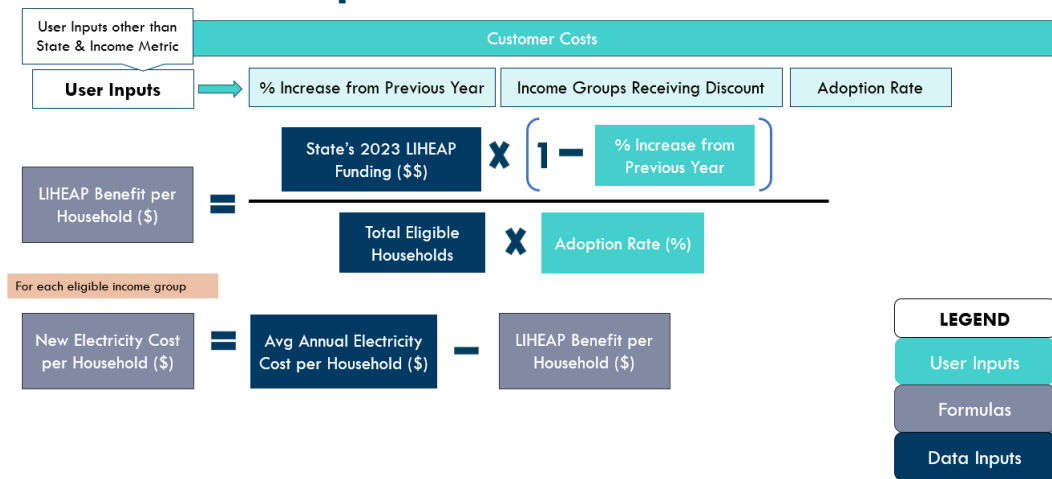 User Inputs other than
State & Income Metric
Customer Costs
User Inputs
% Increase from Previous Year
Income Groups Receiving Discount
Adoption Rate
State's 2023 LIHEAP
Funding ($$)
X
(1 –
% Increase from
Previous Year
)
LIHEAP Benefit per
Household ($)
=
Total Eligible
Households
X
Adoption Rate (%)
For each eligible income group
New Electricity Cost
per Household ($)
=
Avg Annual Electricity
Cost per Household ($)
–
LIHEAP Benefit per
Household ($)
LEGEND
User Inputs
Formulas
Data Inputs